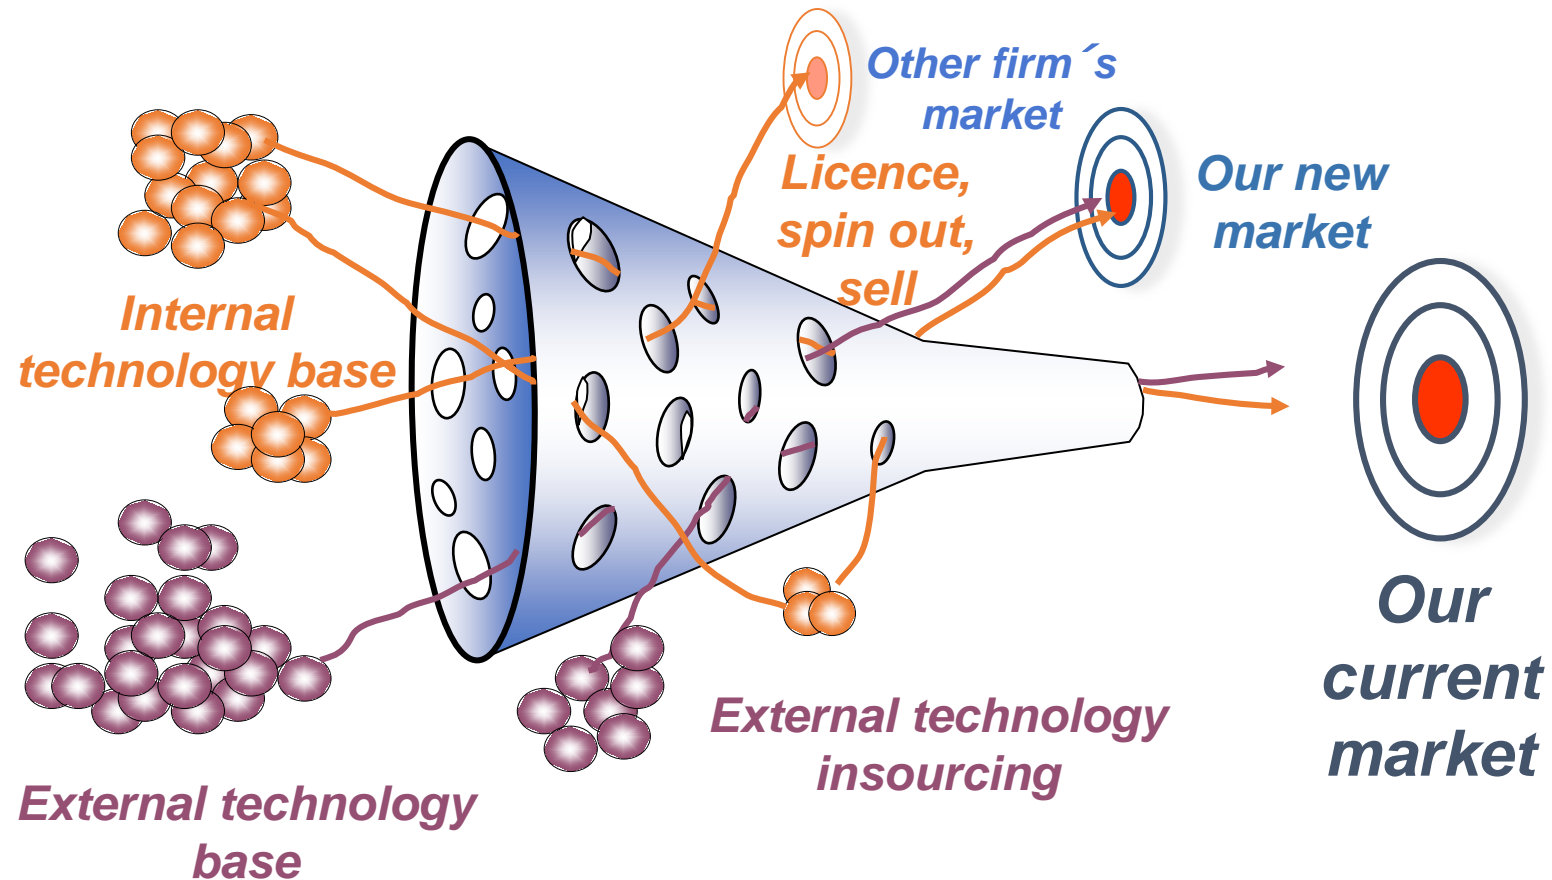 Other firm´s
market
Licence,
spin out,
sell
Our new
market
Internal
technology base
Our
current
market
External technology
insourcing
External technology
base